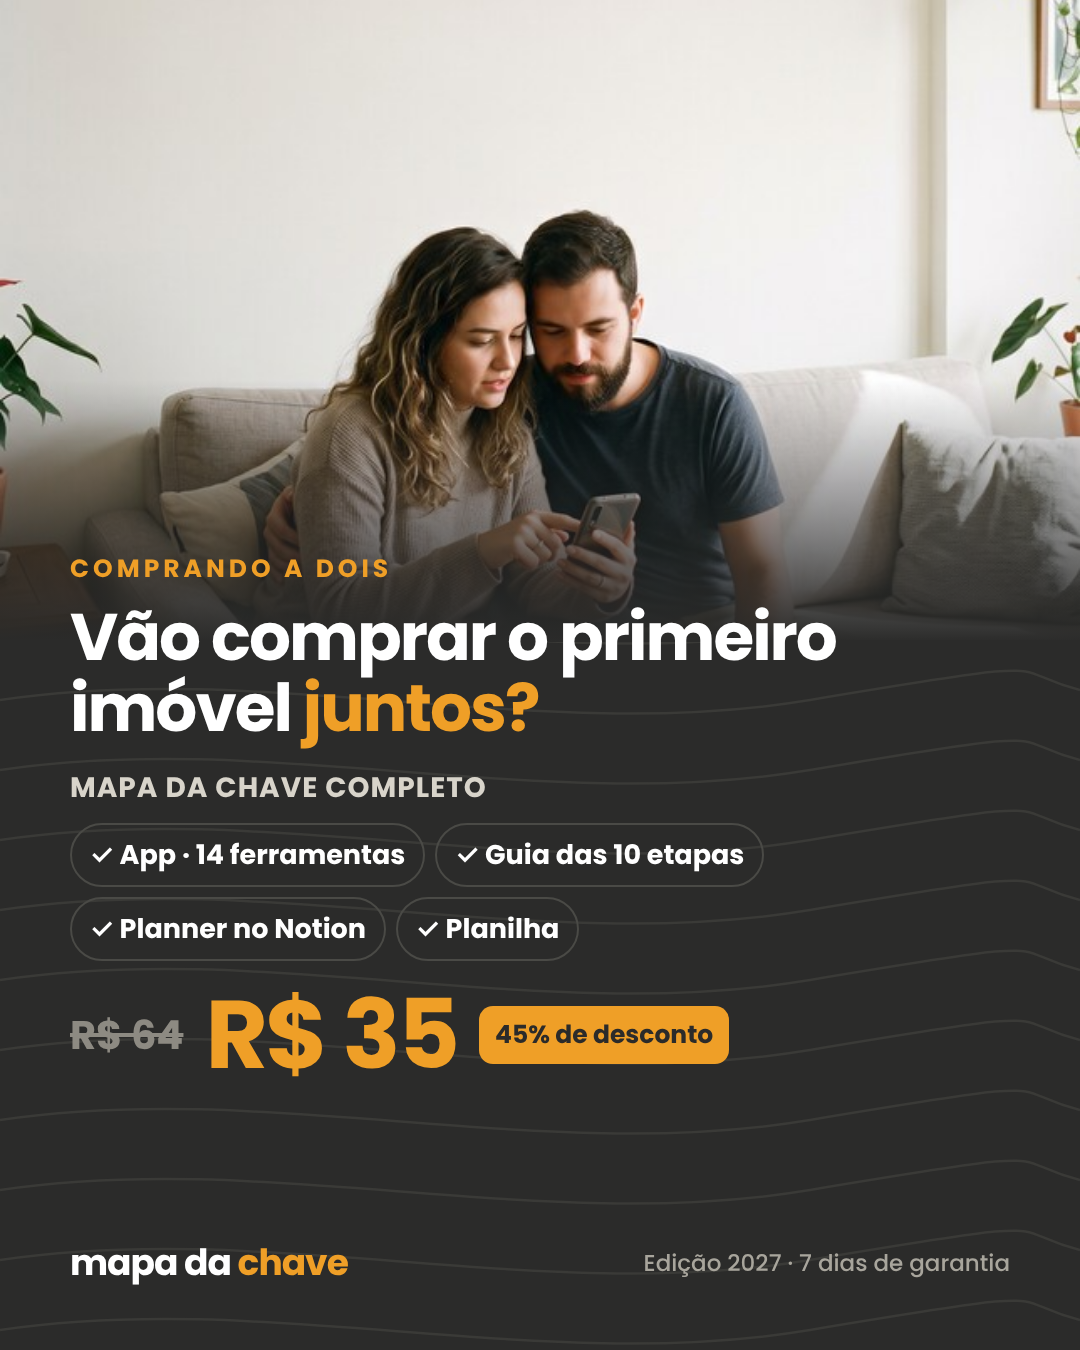 COMPRANDO A DOIS
Vão comprar o primeiro
imóvel juntos?
MAPA DA CHAVE COMPLETO
✓ App · 14 ferramentas ✓ Guia das 10 etapas
✓ Planner no Notion ✓ Planilha
R$ 64 R$ 35 45% de desconto
mapa da chave Edição 2027 · 7 dias de garantia